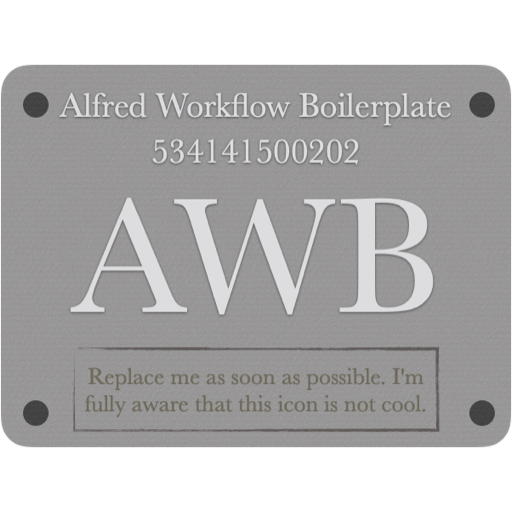 Alfred Workflow Boilerplate
534141500202
AWB
Replace me as soon as possible. I'm
fully aware that this icon is not cool.